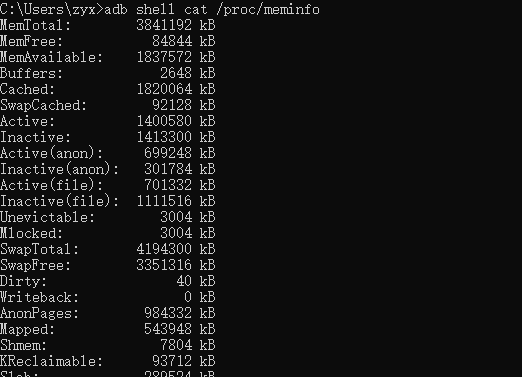 C:\Users\zyx>adb shell cat /proc/meminfo
MemTotal: 3841192 kB
MemFree: 84844 kB
MemAvailable: 1837572 kB
Buffers: 2648 kB
Cached: 1820064 kB
SwapCached: 92128 kB
Active: 1400580 kB
Inactive: 1413300 kB
Active(anon): 699248 kB
Inactive(anon): 301784 kB
Active(file): 701332 kB
Inactive(file): 1111516 kB
Unevictable: 3004 kB
Mlocked: 3004 kB
SwapTotal: 4194300 kB
SwapFree: 3351316 kB
Dirty: 40 kB
Writeback: 0 kB
AnonPages: 984332 kB
Mapped: 543948 kB
Shmem: 7804 kB
KReclaimable: 93712 kB
Slab: 289524 kB